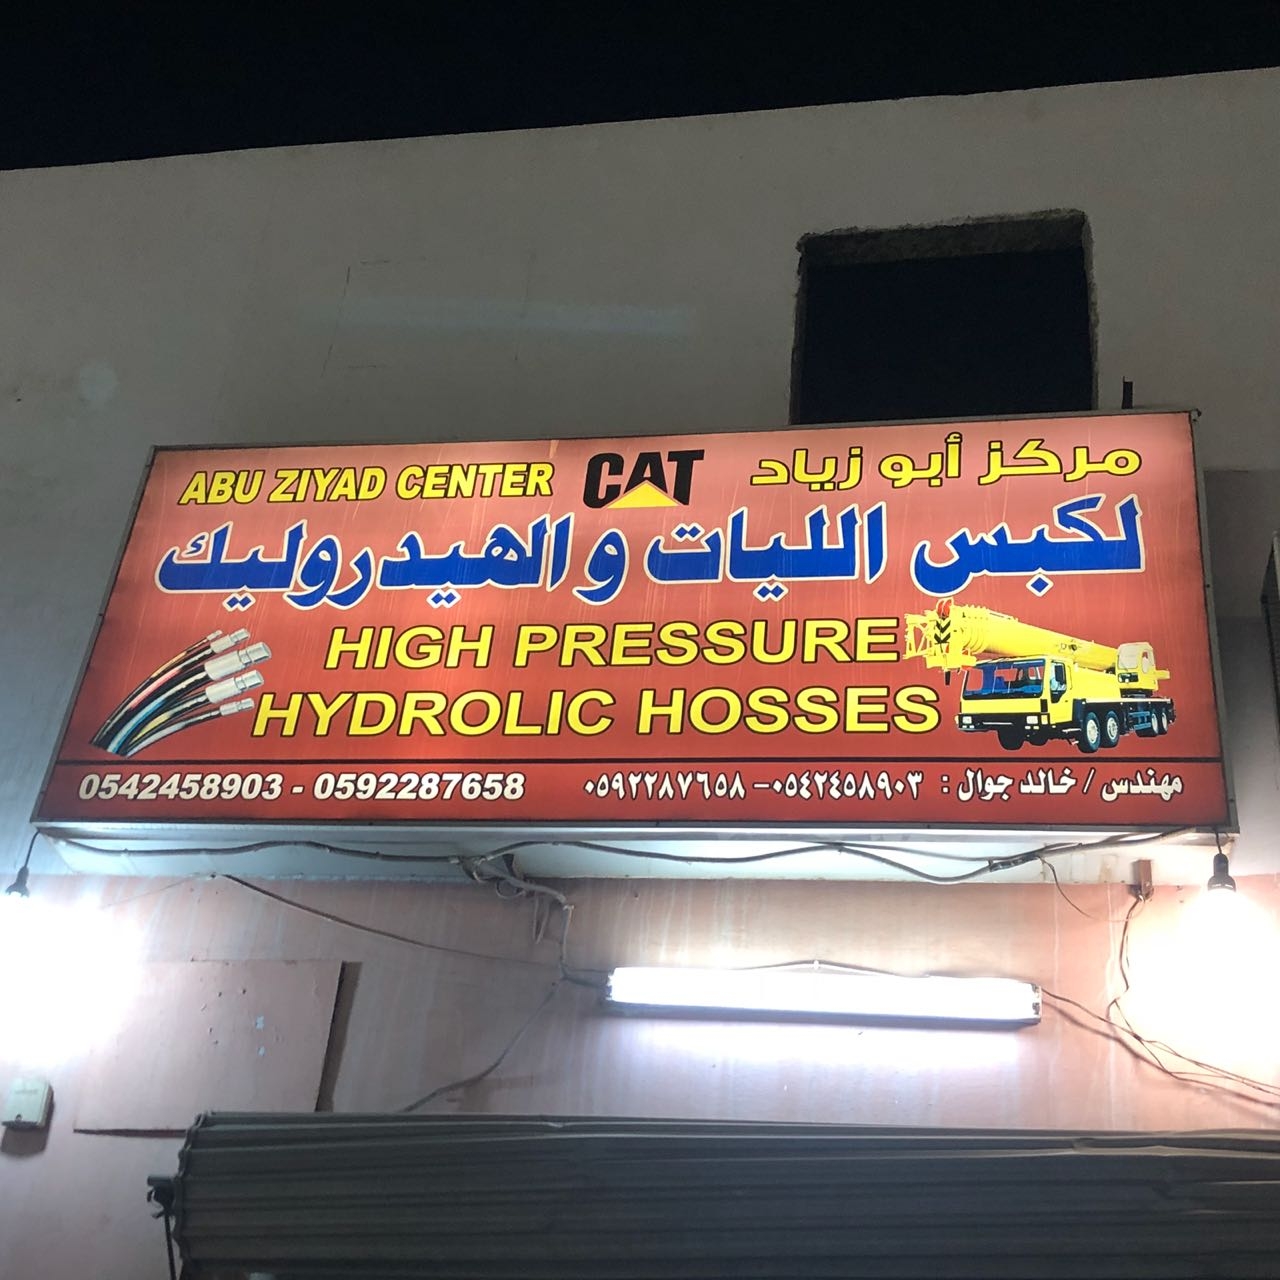 ABU ZIYAD CENTER CAT مركز أبو زياد
لكبس الليات والهيدروليك
HIGH PRESSURE
HYDROLIC HOSSES
0542458903 - 0592287658
مهندس / خالد جوال : ٠٥٤٢٤٥٨٩٠٣ - ٠٥٩٢٢٨٧٦٥٨